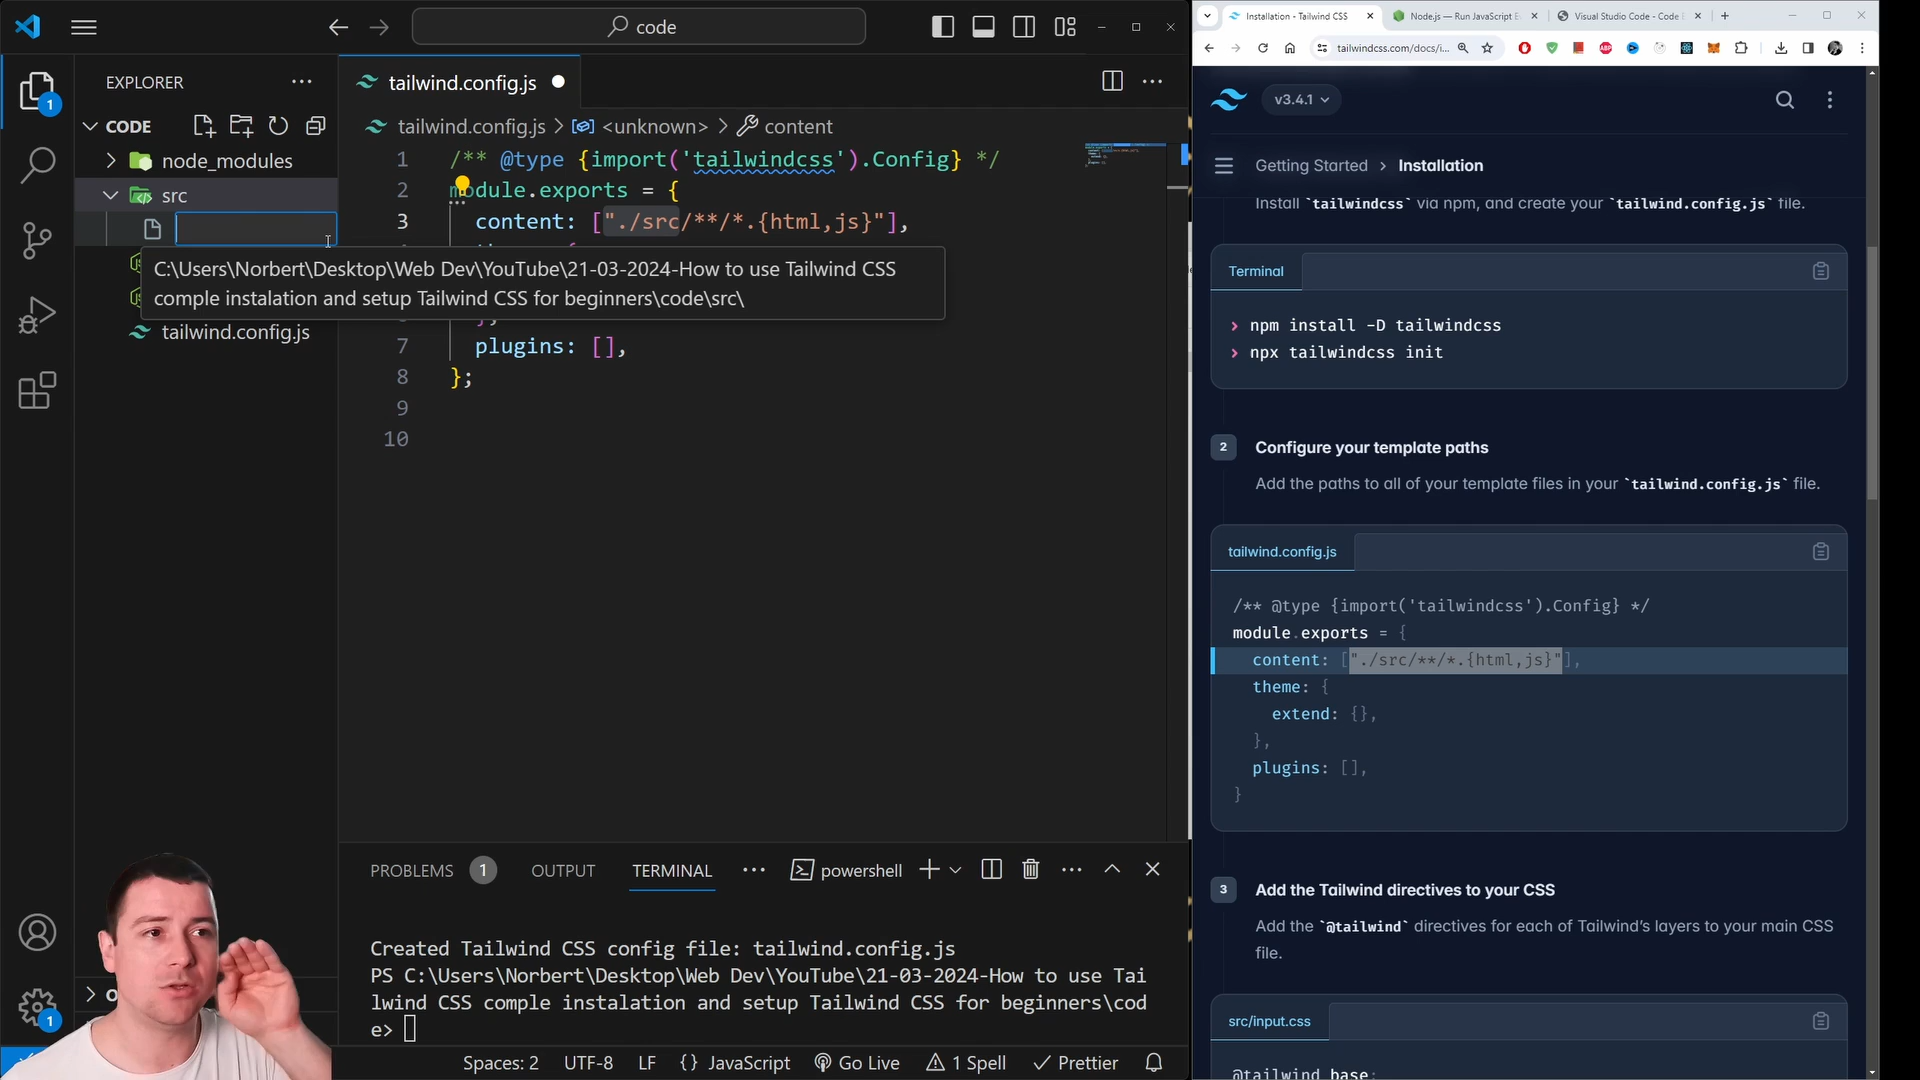 code
EXPLORER
1
CODE
node_modules
src
C:\Users\Norbert\Desktop\Web Dev\YouTube\21-03-2024-How to use Tailwind CSS
comple instalation and setup Tailwind CSS for beginners\code\src\
tailwind.config.js
1
tailwind.config.js
tailwind.config.js > <unknown> > content
1 /** @type {import('tailwindcss').Config} */
2 module.exports = {
3 content: ["./src/**/*.{html,js}"],
7 plugins: [],
8 };
9
10
PROBLEMS 1 OUTPUT TERMINAL powershell
Created Tailwind CSS config file: tailwind.config.js
PS C:\Users\Norbert\Desktop\Web Dev\YouTube\21-03-2024-How to use Tai
lwind CSS comple instalation and setup Tailwind CSS for beginners\cod
e>
Spaces: 2 UTF-8 LF {} JavaScript Go Live 1 Spell Prettier
Installation - Tailwind CSS
Node.js — Run JavaScript E
Visual Studio Code - Code
tailwindcss.com/docs/i...
v3.4.1
Getting Started > Installation
Install `tailwindcss` via npm, and create your `tailwind.config.js` file.
Terminal
> npm install -D tailwindcss
> npx tailwindcss init
2 Configure your template paths
Add the paths to all of your template files in your `tailwind.config.js` file.
tailwind.config.js
/** @type {import('tailwindcss').Config} */
module.exports = {
content: ["./src/**/*.{html,js}"],
theme: {
extend: {},
},
plugins: [],
}
3 Add the Tailwind directives to your CSS
Add the `@tailwind` directives for each of Tailwind's layers to your main CSS
file.
src/input.css
@tailwind base;